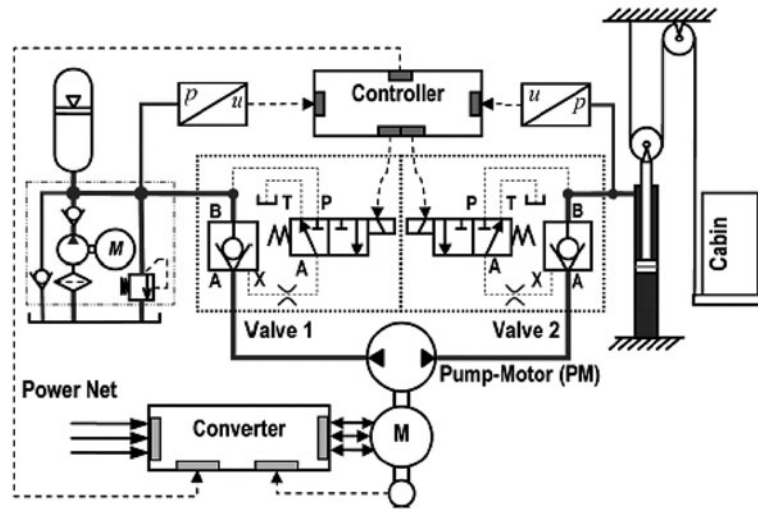 p
u
Controller
u
p
T
P
P
T
B
B
A
X
A
A
X
A
M
Cabin
Valve 1
Valve 2
Pump-Motor (PM)
Power Net
Converter
M